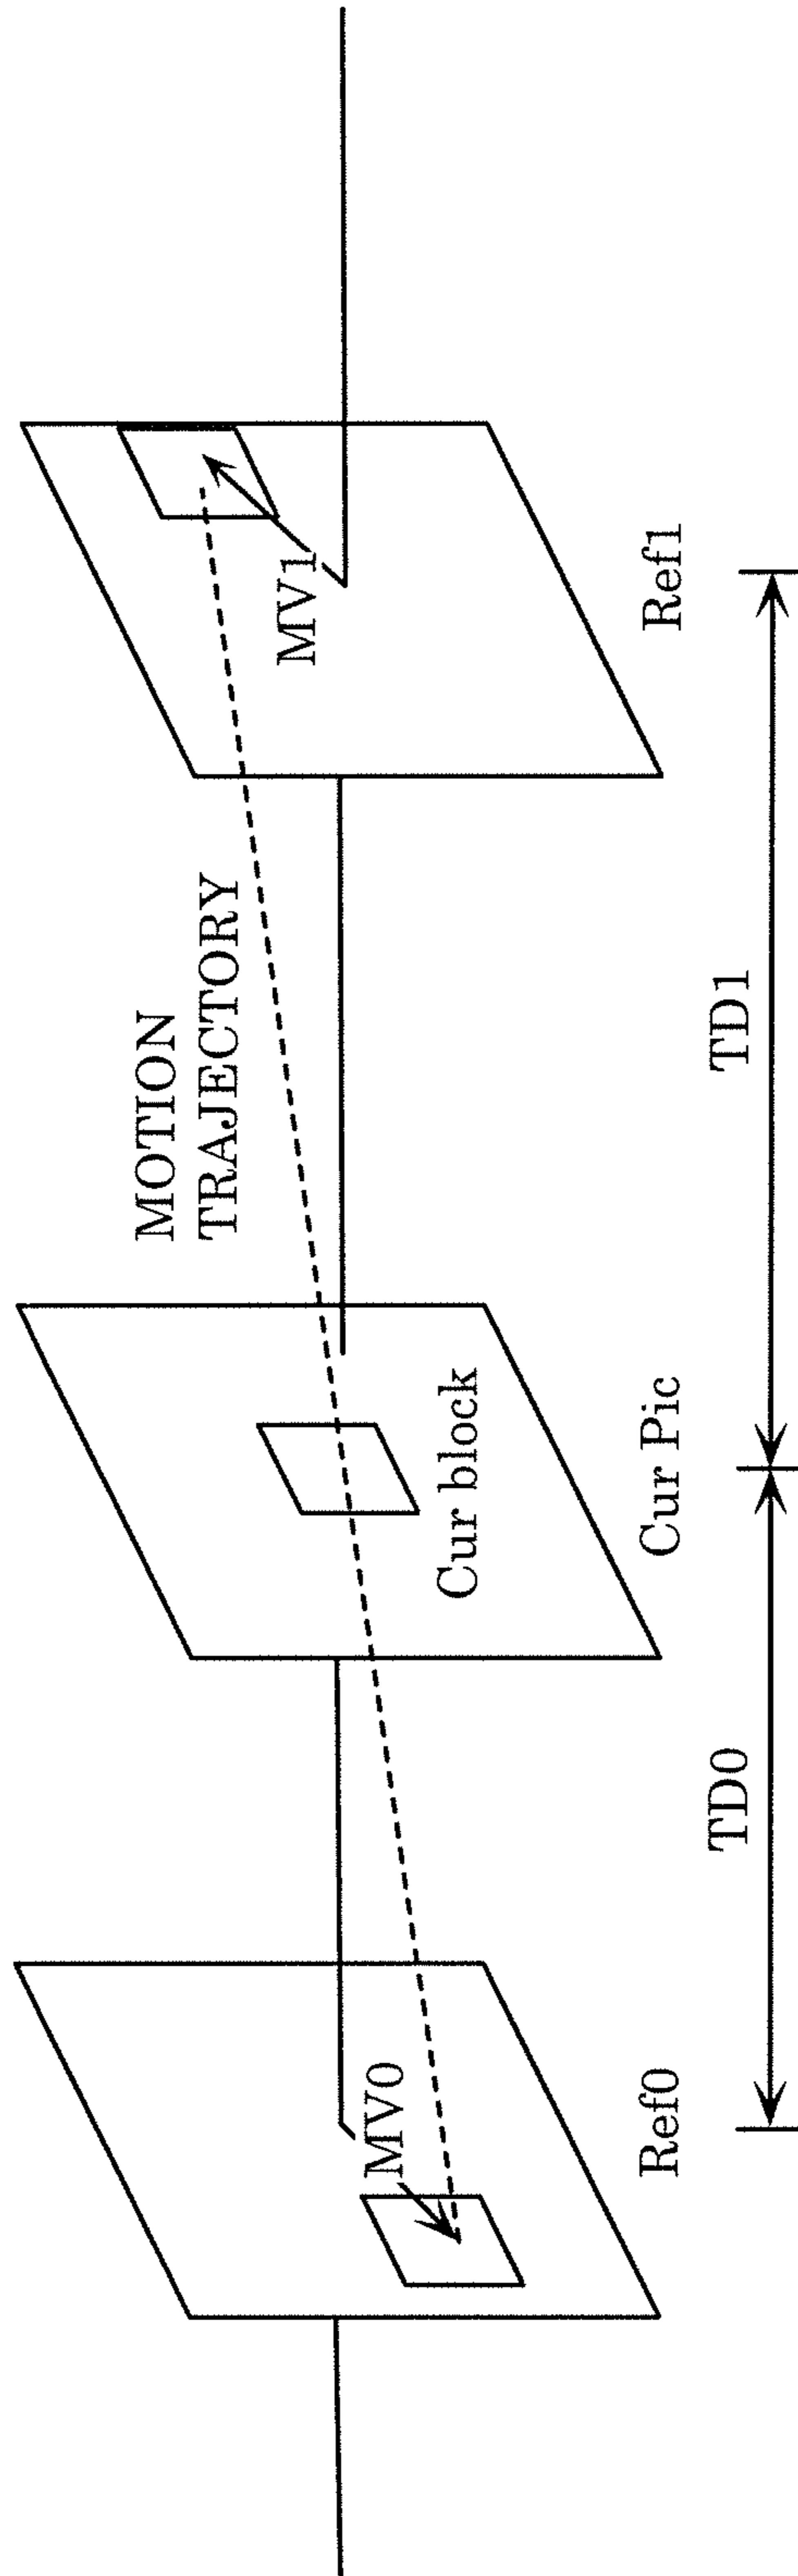 MOTION
TRAJECTORY
MV0
MV1
Cur block
Ref0
Cur Pic
Ref1
TD0
TD1